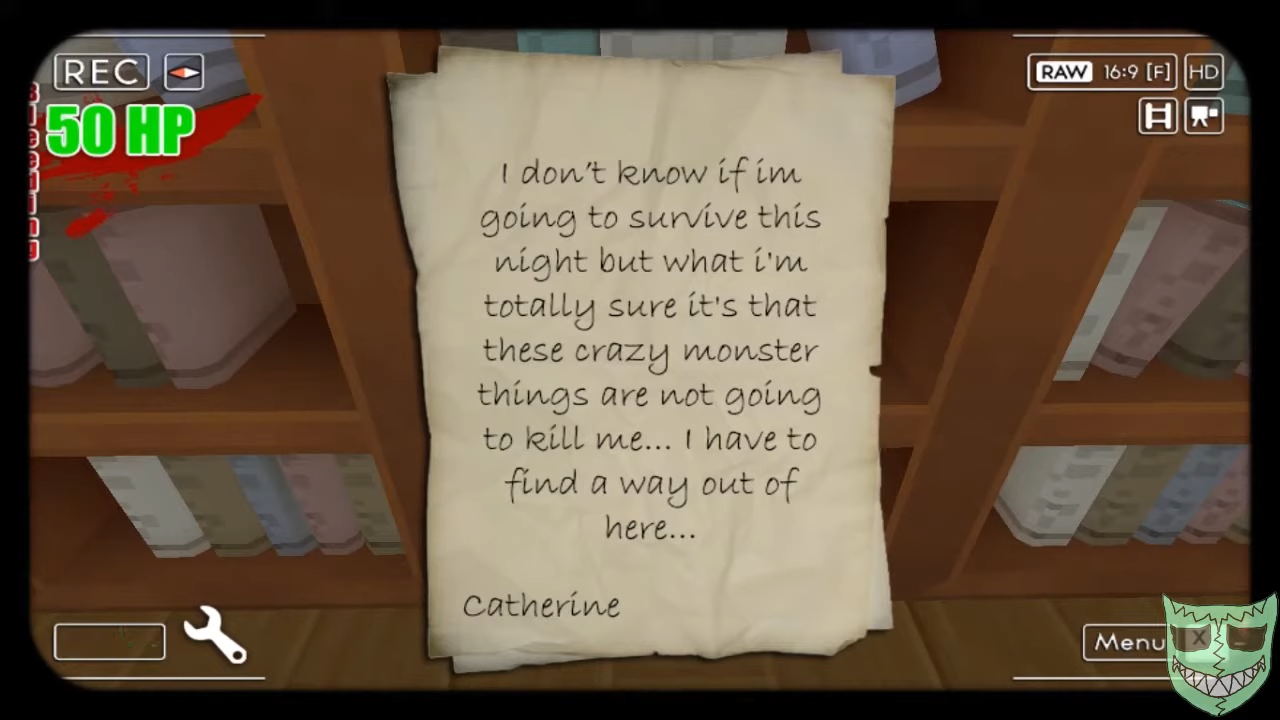 REC
RAW 16:9 [F] HD
50 HP
Bleeding
I don't know if im
going to survive this
night but what i'm
totally sure it's that
these crazy monster
things are not going
to kill me... I have to
find a way out of
here...
Catherine
Menu X